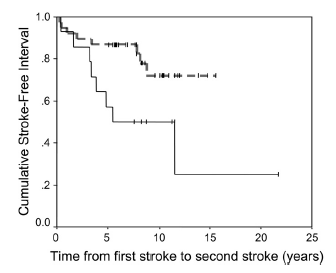 Cumulative Stroke-Free Interval
1.0
.8
.6
.4
.2
0.0
0 5 10 15 20 25
Time from first stroke to second stroke (years)